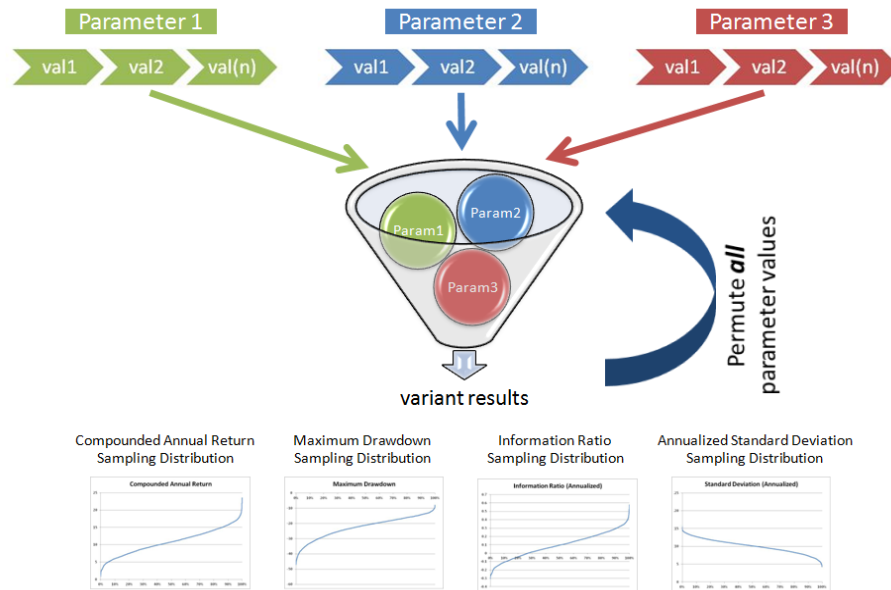 Parameter 1
Parameter 2
Parameter 3
val1 val2 val(n)
val1 val2 val(n)
val1 val2 val(n)
Param1
Param2
Param3
Permute all
parameter values
variant results
Compounded Annual Return
Sampling Distribution
Maximum Drawdown
Sampling Distribution
Information Ratio
Sampling Distribution
Annualized Standard Deviation
Sampling Distribution
Compounded Annual Return
Maximum Drawdown
Information Ratio (Annualized)
Standard Deviation (Annualized)